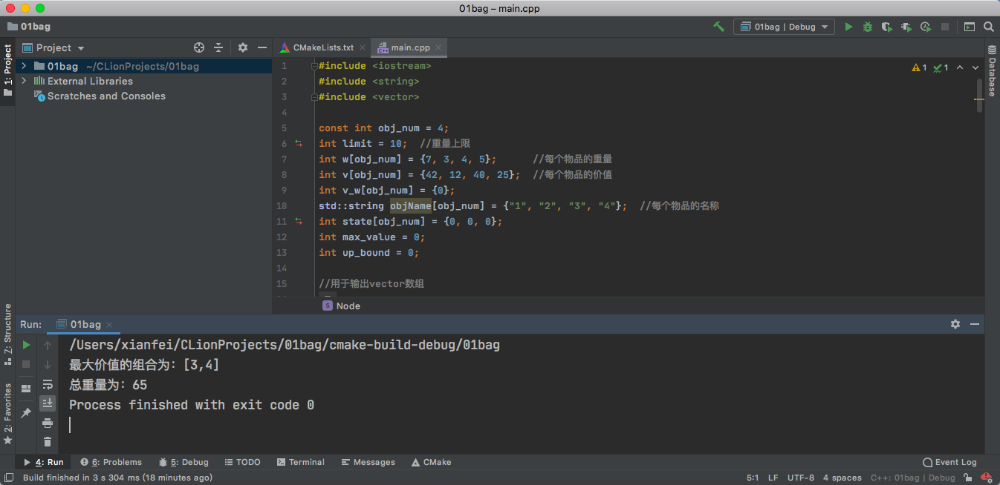 01bag – main.cpp
01bag
01bag | Debug
1: Project
Project
CMakeLists.txt
main.cpp
01bag ~/CLionProjects/01bag
External Libraries
Scratches and Consoles
Database
1 1
1 #include <iostream>
2 #include <string>
3 #include <vector>
4
5 const int obj_num = 4;
6 int limit = 10; //重量上限
7 int w[obj_num] = {7, 3, 4, 5}; //每个物品的重量
8 int v[obj_num] = {42, 12, 40, 25}; //每个物品的价值
9 int v_w[obj_num] = {0};
10 std::string objName[obj_num] = {"1", "2", "3", "4"}; //每个物品的名称
11 int state[obj_num] = {0, 0, 0};
12 int max_value = 0;
13 int up_bound = 0;
14
15 //用于输出vector数组
S Node
7: Structure
2: Favorites
Run: 01bag
/Users/xianfei/CLionProjects/01bag/cmake-build-debug/01bag
最大价值的组合为: [3,4]
总重量为: 65
Process finished with exit code 0
4: Run 6: Problems 5: Debug TODO Terminal Messages CMake Event Log
Build finished in 3 s 304 ms (18 minutes ago)
5:1 LF UTF-8 4 spaces C++: 01bag | Debug